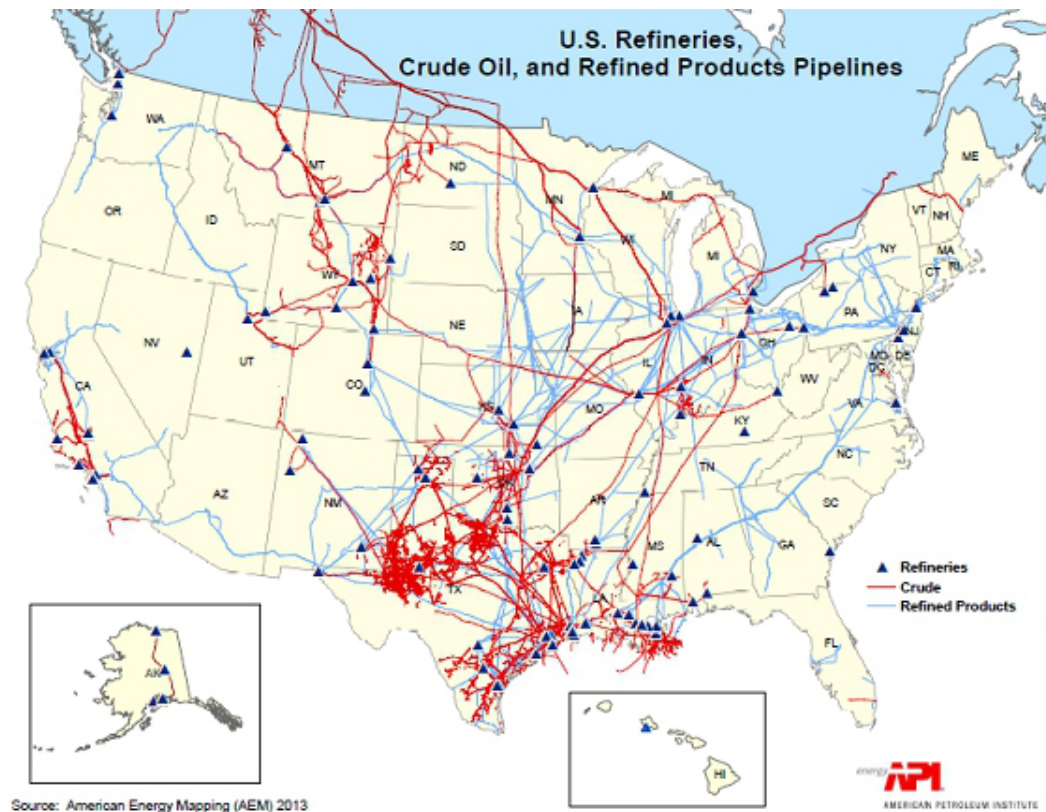 U.S. Refineries,
Crude Oil, and Refined Products Pipelines
WA
MT
ND
MN
MI
ME
VT
NH
OR
ID
SD
WI
MI
NY
MA
CT
RI
WY
IA
PA
NE
NV
UT
IL
IN
OH
NJ
MD
DE
DC
CA
CO
KS
MO
WV
VA
KY
AZ
NM
OK
AR
TN
NC
SC
MS
AL
GA
TX
LA
FL
Refineries
Crude
Refined Products
AK
HI
energy API
AMERICAN PETROLEUM INSTITUTE
Source: American Energy Mapping (AEM) 2013